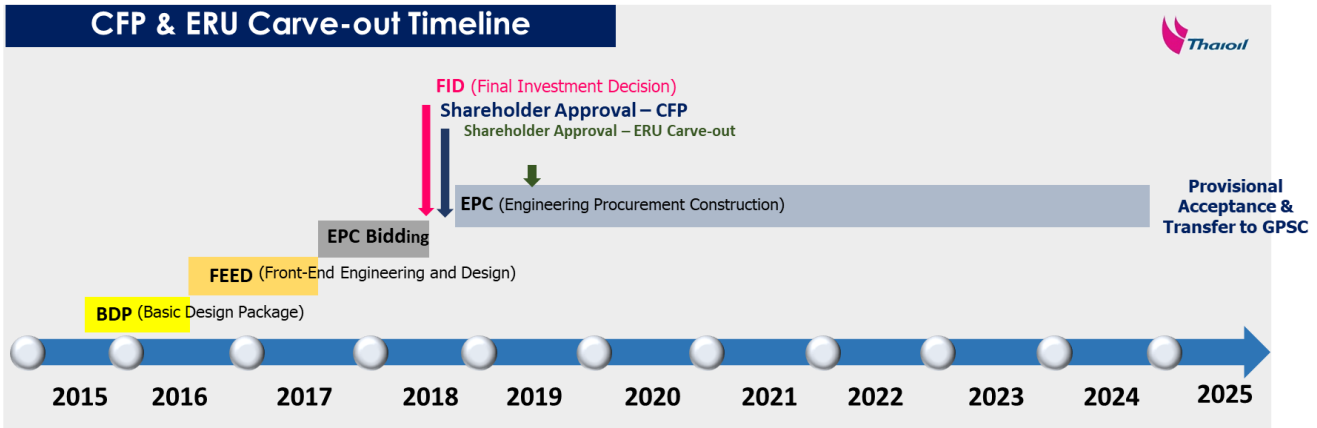 CFP & ERU Carve-out Timeline
Thaioil
FID (Final Investment Decision)
Shareholder Approval – CFP
Shareholder Approval – ERU Carve-out
EPC (Engineering Procurement Construction)
Provisional
Acceptance &
Transfer to GPSC
EPC Bidding
FEED (Front-End Engineering and Design)
BDP (Basic Design Package)
2015 2016 2017 2018 2019 2020 2021 2022 2023 2024 2025